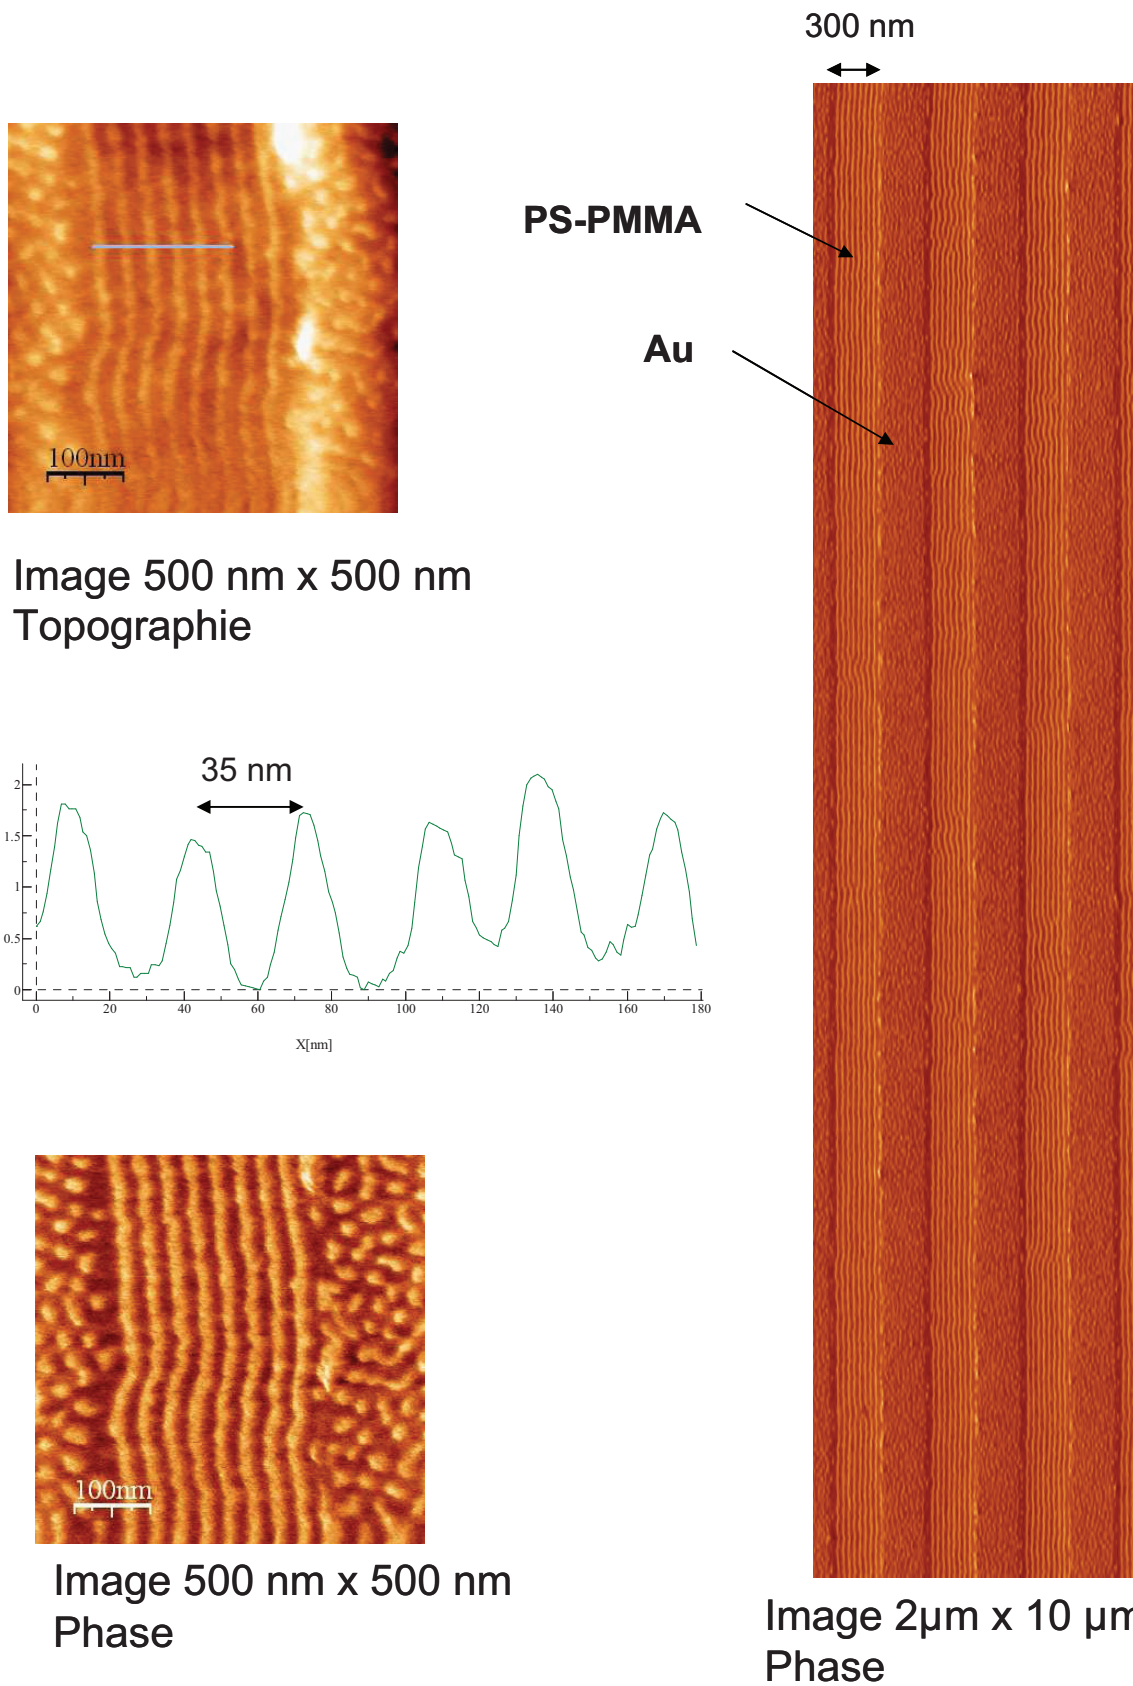 300 nm
PS-PMMA
Au
100nm
Image 500 nm x 500 nm
Topographie
35 nm
2
1.5
1
0.5
0
0 20 40 60 80 100 120 140 160 180
X[nm]
100nm
Image 500 nm x 500 nm
Phase
Image 2µm x 10 µm
Phase